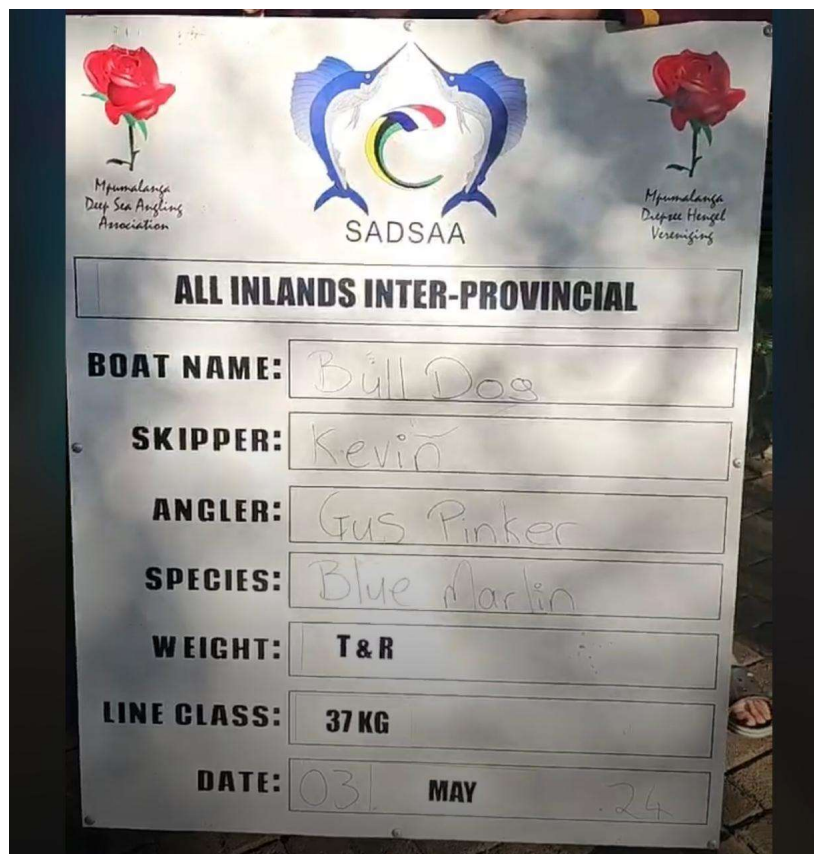 Mpumalanga
Deep Sea Angling
Association
SADSAA
Mpumalanga
Diepsee Hengel
Vereniging
ALL INLANDS INTER-PROVINCIAL
BOAT NAME: Bull Dog
SKIPPER: Kevin
ANGLER: Gus Pinker
SPECIES: Blue Marlin
WEIGHT: T & R
LINE CLASS: 37 KG
DATE: 03 MAY 24